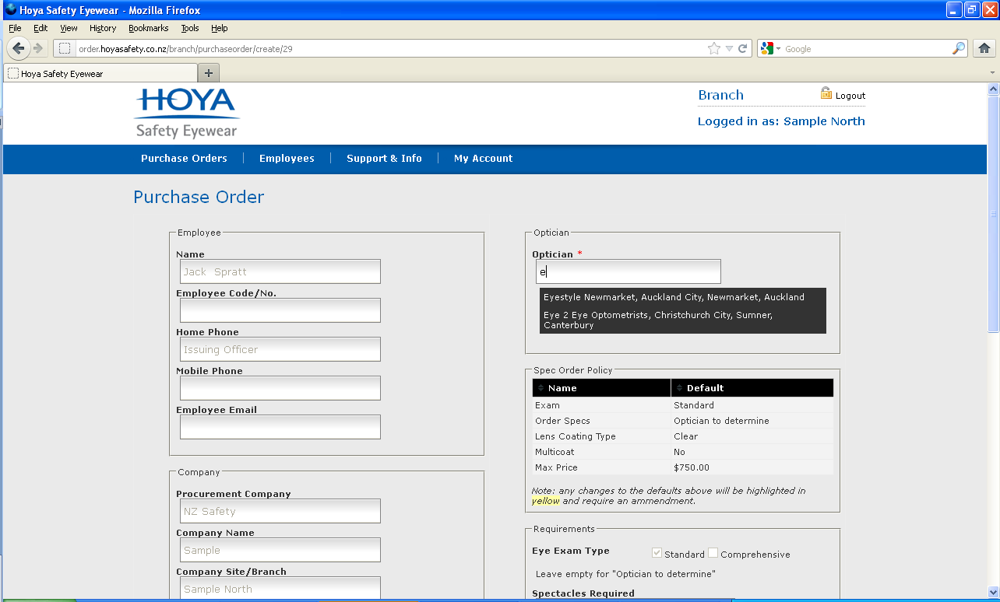 Hoya Safety Eyewear - Mozilla Firefox
File Edit View History Bookmarks Tools Help
order.hoyasafety.co.nz/branch/purchaseorder/create/29
Google
Hoya Safety Eyewear
HOYA
Safety Eyewear
Branch
Logout
Logged in as: Sample North
Purchase Orders
Employees
Support & Info
My Account
Purchase Order
Employee
Name
Jack Spratt
Employee Code/No.
Home Phone
Issuing Officer
Mobile Phone
Employee Email
Company
Procurement Company
NZ Safety
Company Name
Sample
Company Site/Branch
Sample North
Optician
Optician *
e
Eyestyle Newmarket, Auckland City, Newmarket, Auckland
Eye 2 Eye Optometrists, Christchurch City, Sumner,
Canterbury
Spec Order Policy
Name Default
Exam Standard
Order Specs Optician to determine
Lens Coating Type Clear
Multicoat No
Max Price $750.00
Note: any changes to the defaults above will be highlighted in
yellow and require an ammendment.
Requirements
Eye Exam Type Standard Comprehensive
Leave empty for "Optician to determine"
Spectacles Required